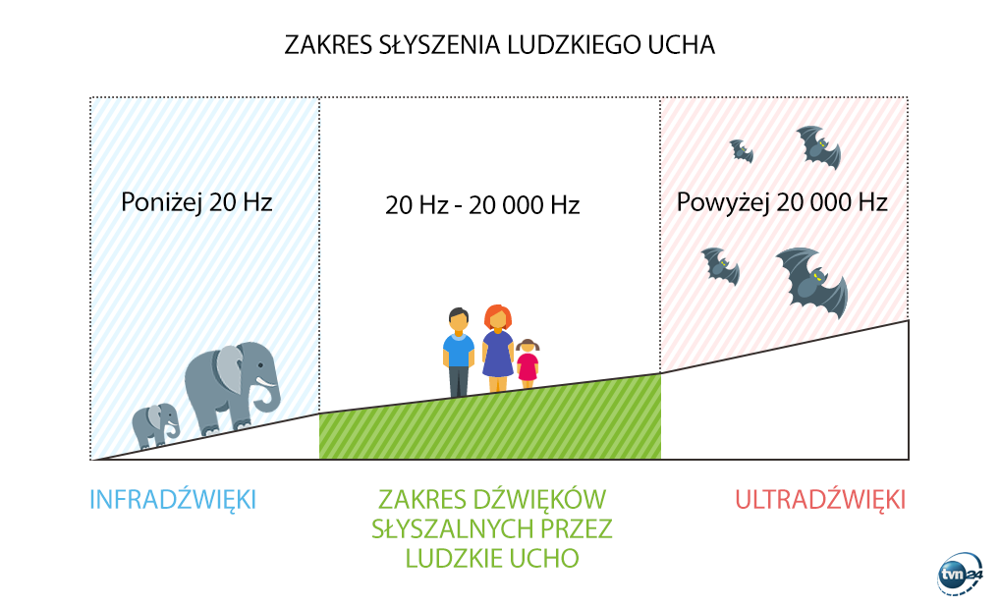 ZAKRES SŁYSZENIA LUDZKIEGO UCHA
Poniżej 20 Hz
20 Hz - 20 000 Hz
Powyżej 20 000 Hz
INFRADŹWIĘKI
ZAKRES DŹWIĘKÓW
SŁYSZALNYCH PRZEZ
LUDZKIE UCHO
ULTRADŹWIĘKI
tvn24